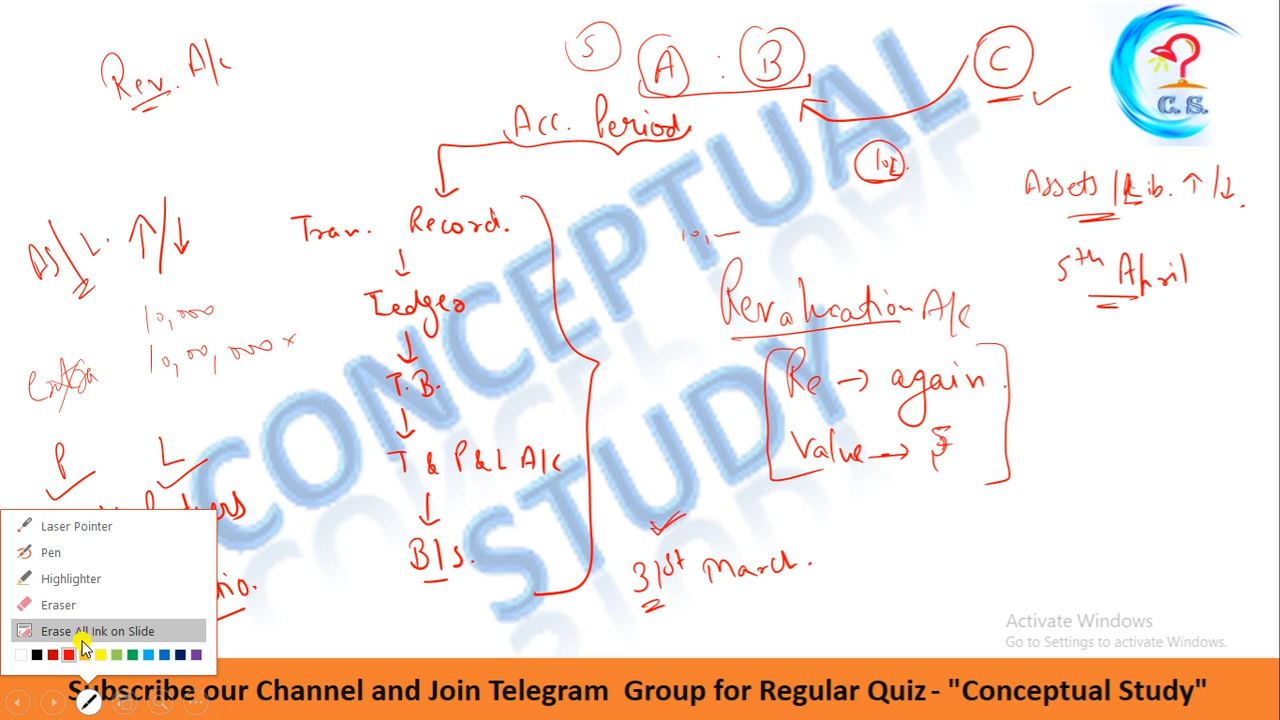 Rev. A/c
S A : B C
Acc. Period
10%
Assets / Lib. ↑/↓.
Tran. Record.
AS/L. ↑/↓
5th April
Ledger
10,000
Revaluation A/c
10,00,000 x
T.B.
Re → again
P L
T & P & L A/c
Value → ₹
B/S.
31st March.
CONCEPTUAL
STUDY
C. S.
Laser Pointer
Pen
Highlighter
Eraser
Erase All Ink on Slide
Activate Windows
Go to Settings to activate Windows.
Subscribe our Channel and Join Telegram Group for Regular Quiz - "Conceptual Study"